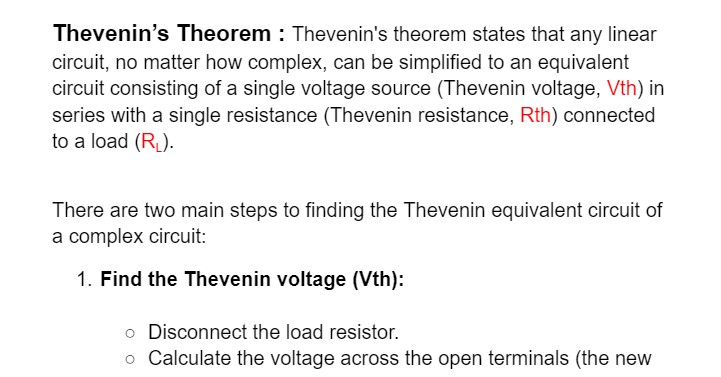 Thevenin’s Theorem : Thevenin's theorem states that any linear
circuit, no matter how complex, can be simplified to an equivalent
circuit consisting of a single voltage source (Thevenin voltage, Vth) in
series with a single resistance (Thevenin resistance, Rth) connected
to a load (R_L).
There are two main steps to finding the Thevenin equivalent circuit of
a complex circuit:
1. Find the Thevenin voltage (Vth):
○ Disconnect the load resistor.
○ Calculate the voltage across the open terminals (the new